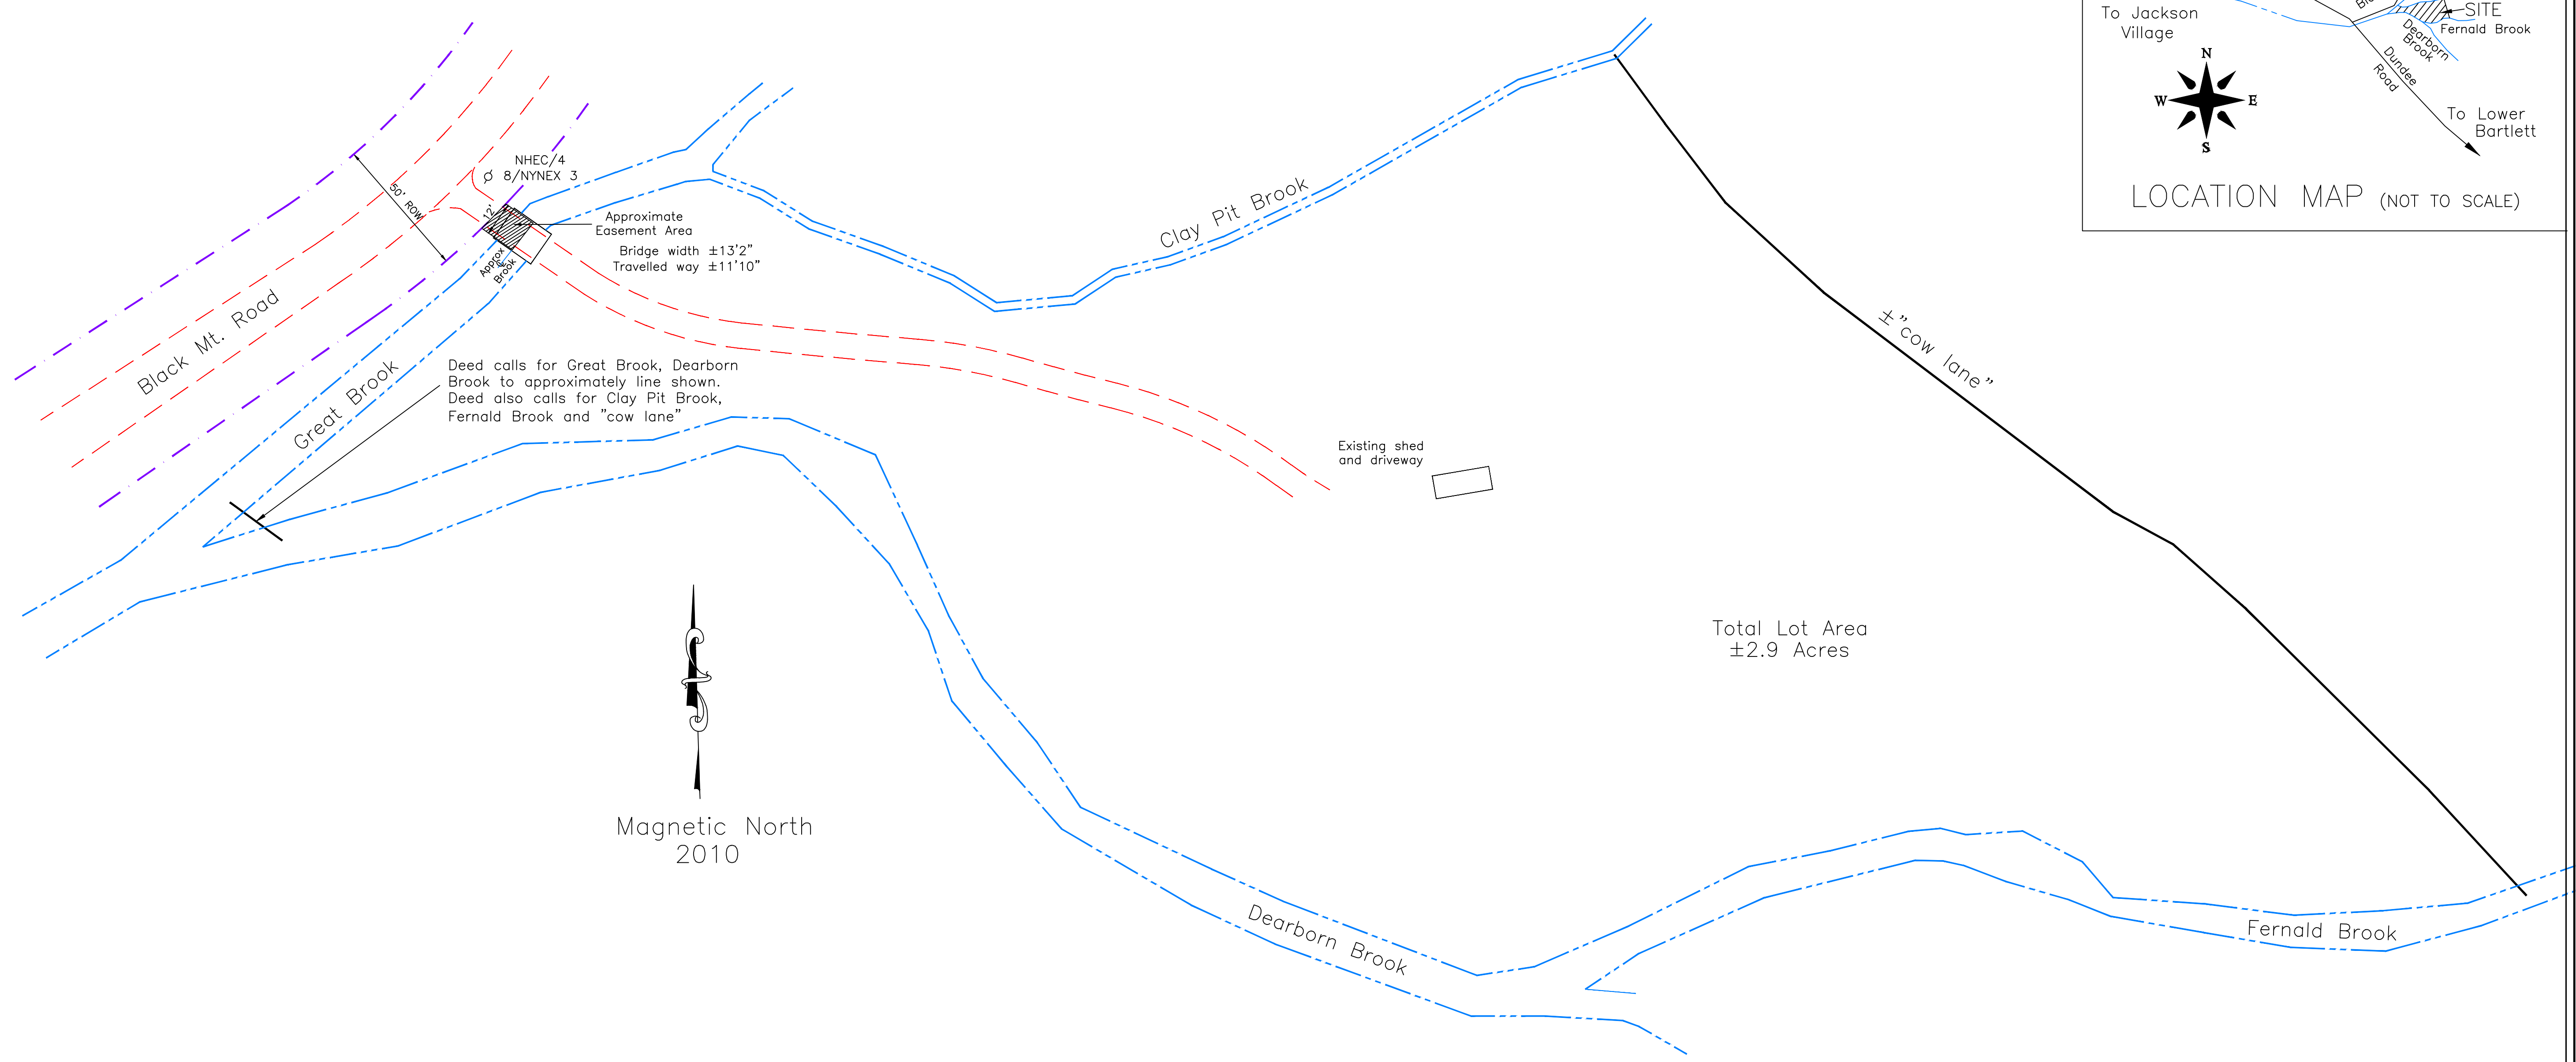 NHEC/4
8/NYNEX 3
50' ROW
12'
Approximate
Easement Area
Bridge width ±13'2"
Travelled way ±11'10"
Approx
℄
Brook
Black Mt. Road
Great Brook
Deed calls for Great Brook, Dearborn
Brook to approximately line shown.
Deed also calls for Clay Pit Brook,
Fernald Brook and "cow lane"
Clay Pit Brook
±"cow lane"
Existing shed
and driveway
Total Lot Area
±2.9 Acres
Magnetic North
2010
Dearborn Brook
Fernald Brook
To Jackson
Village
SITE
Fernald Brook
Dearborn
Brook
Dundee
Road
To Lower
Bartlett
N
W
E
S
LOCATION MAP (NOT TO SCALE)